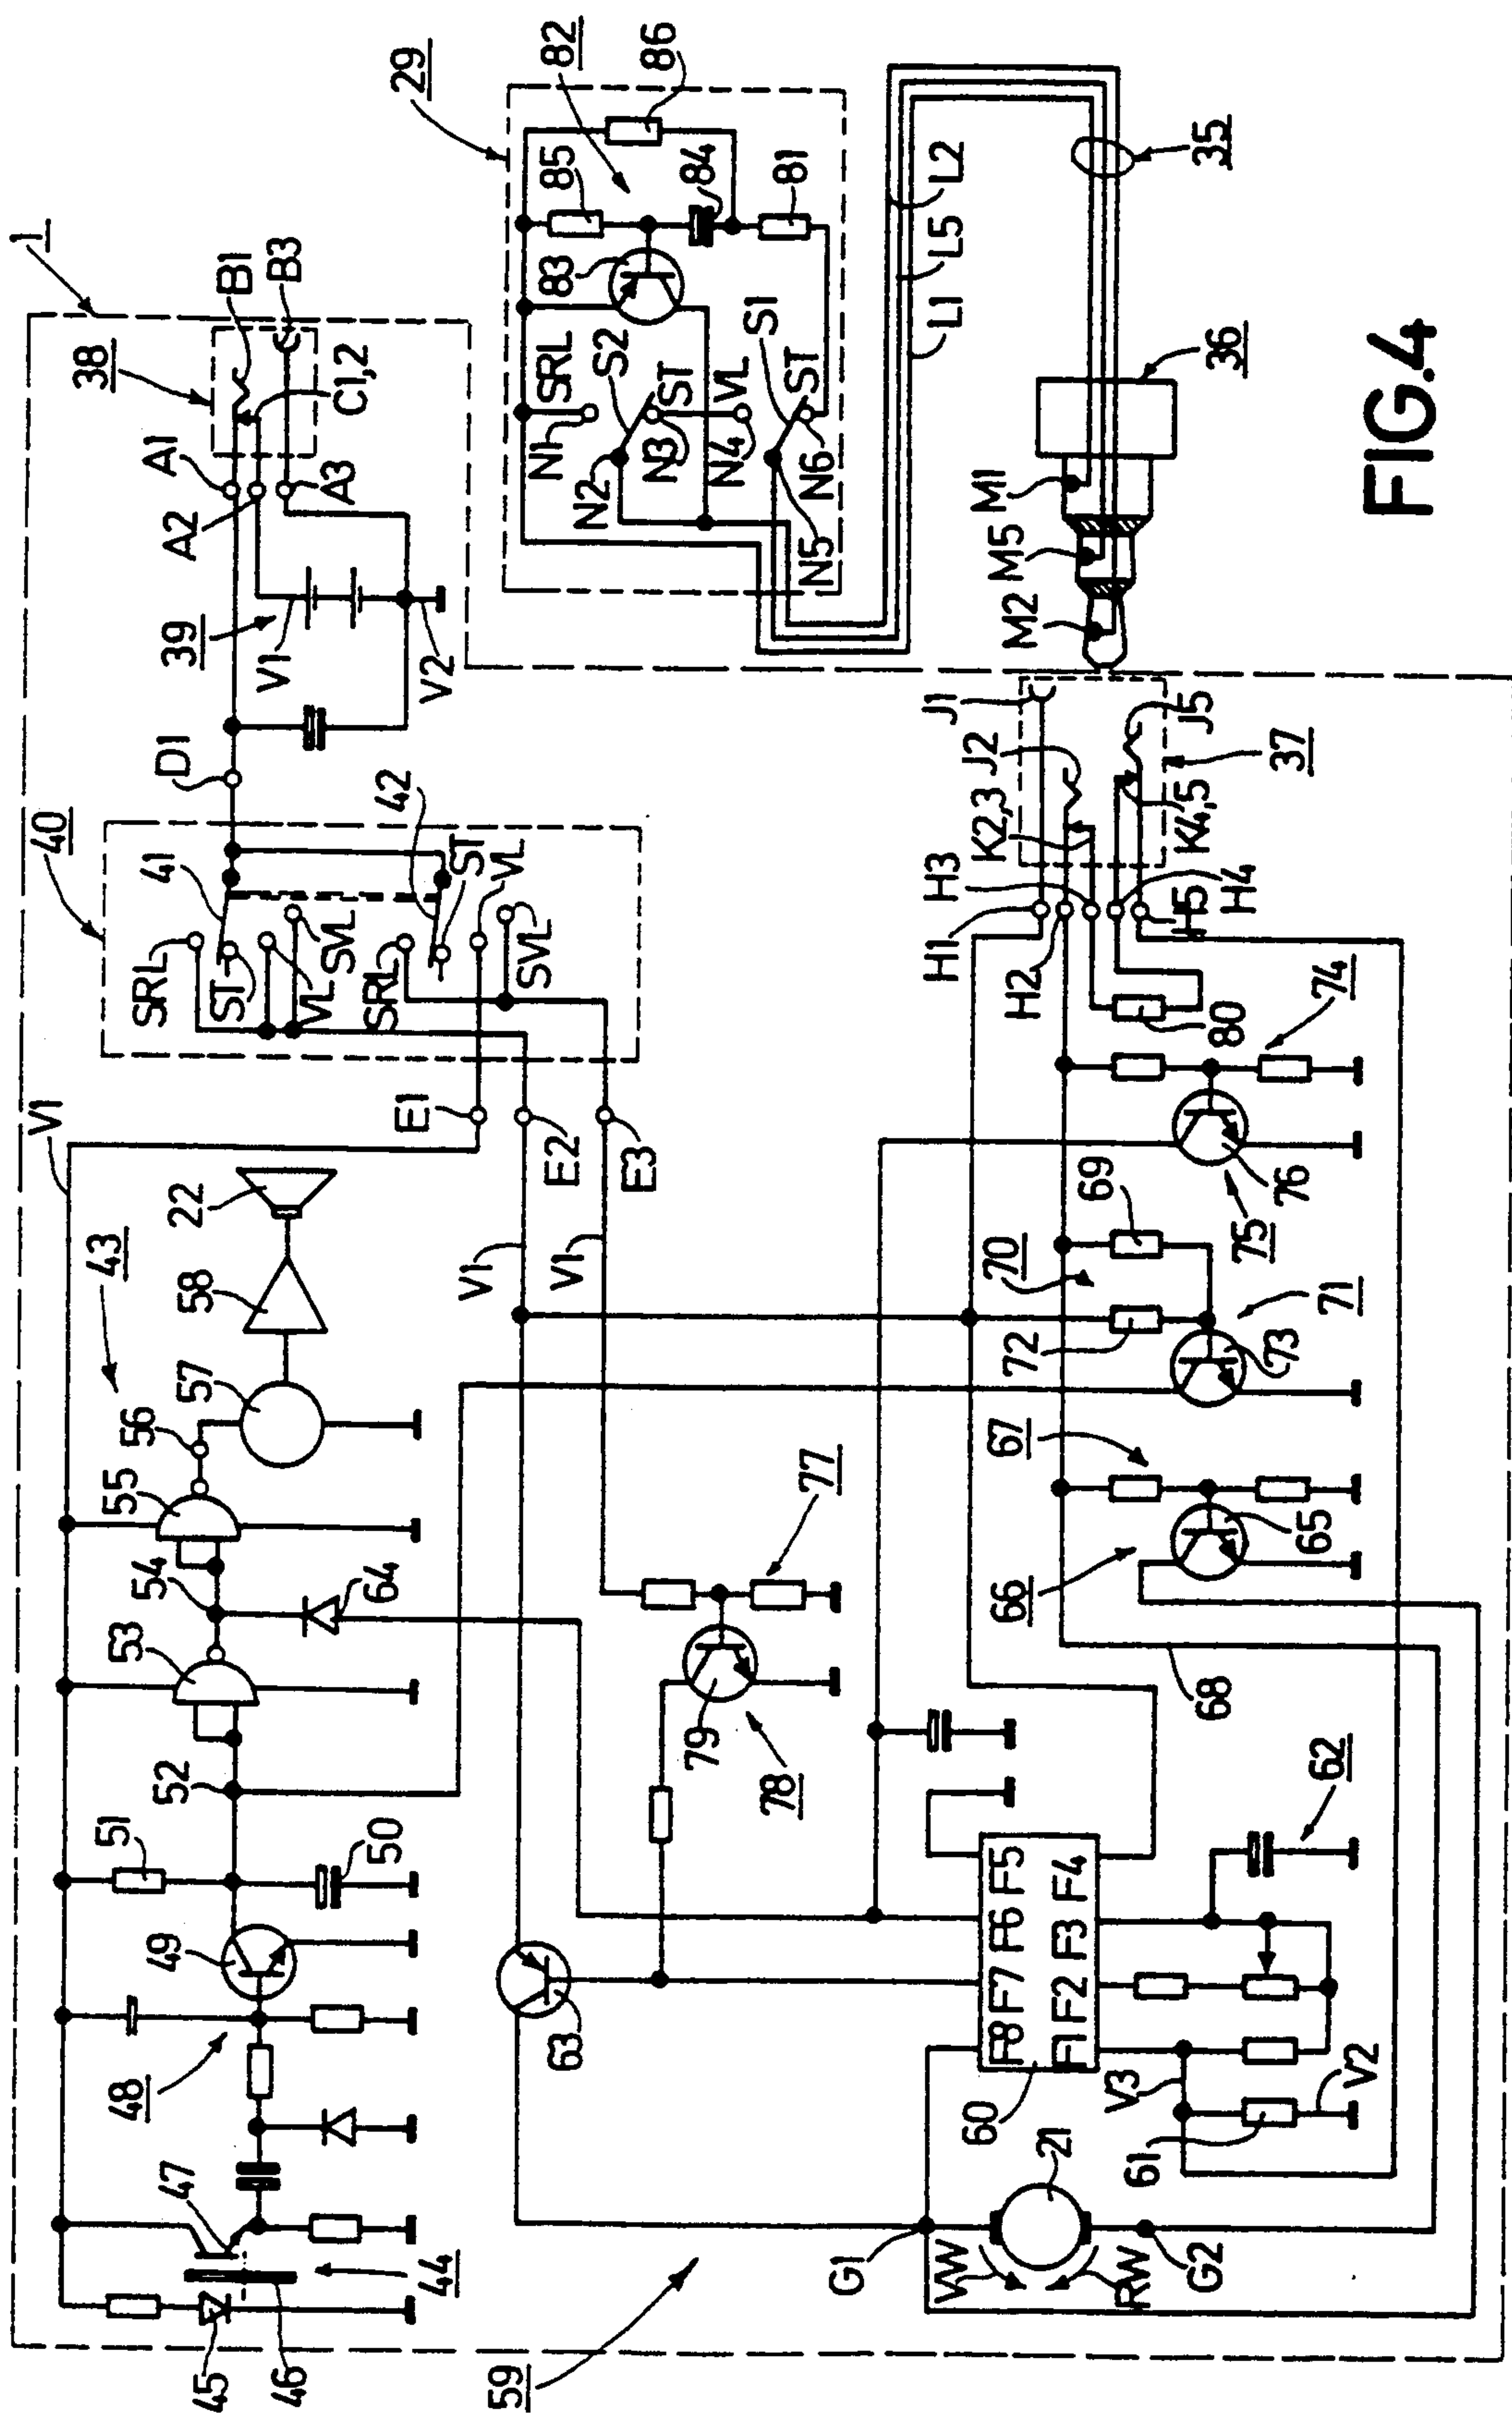 1
38
B1
B3
A1
A2
A3
C1,2
39
V1
V2
D1
40
41
42
SRL
ST
VL
SVL
SRL
ST
VL
SVL
E1
E2
E3
V1
V1
V1
43
22
58
57
56
55
54
53
64
52
51
50
49
48
47
44
45
46
29
82
86
85
84
81
83
SRL
N1
S2
N2
ST
N3
VL
N4
S1
ST
N5
N6
L2
L5
L1
35
36
M1
M5
M2
J1
J2
J5
37
K2,3
K4,5
H1
H2
H3
H4
H5
80
74
76
75
69
70
72
71
73
67
65
66
68
77
79
78
63
62
F8
F7
F6
F5
F1
F2
F3
F4
60
V3
V2
61
21
G1
G2
VW
RW
59
FIG.4